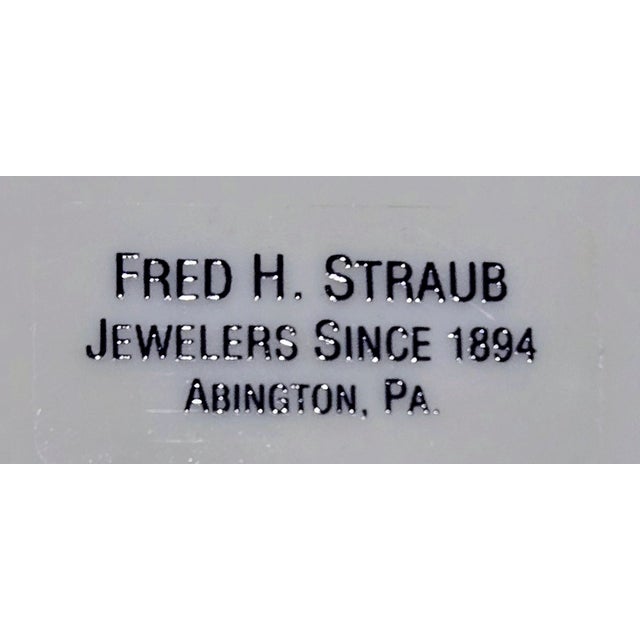 FRED H. STRAUB
JEWELERS SINCE 1894
ABINGTON, PA.